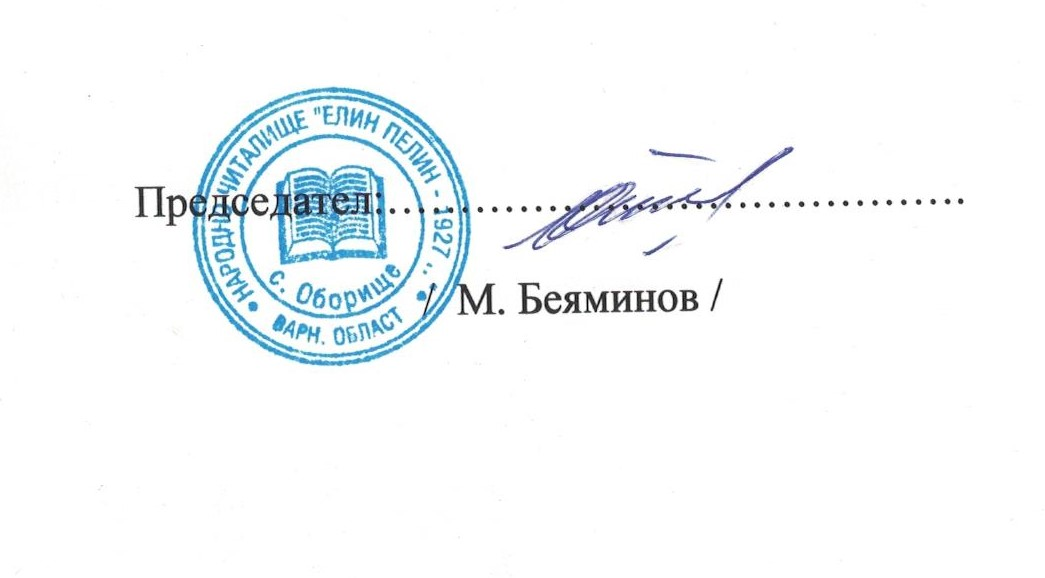 НАРОДНО ЧИТАЛИЩЕ "ЕЛИН ПЕЛИН - 1927 „
Председател:..............................................
с. Оборище
ВАРН. ОБЛАСТ
/ М. Беяминов /